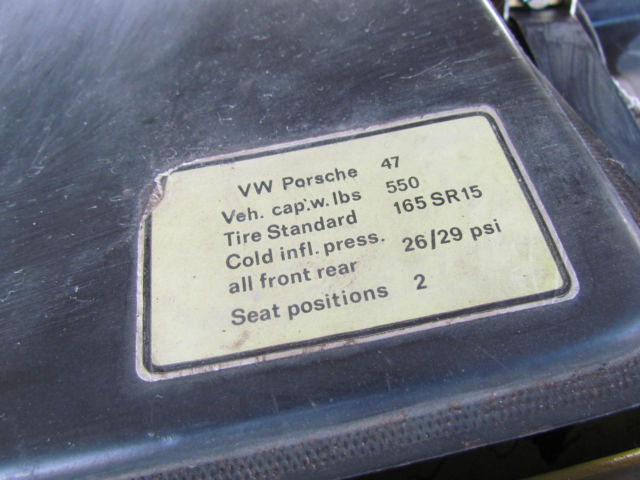 VW Porsche 47
Veh. cap.w. lbs 550
Tire Standard 165 SR15
Cold infl. press.
all front rear 26/29 psi
Seat positions 2